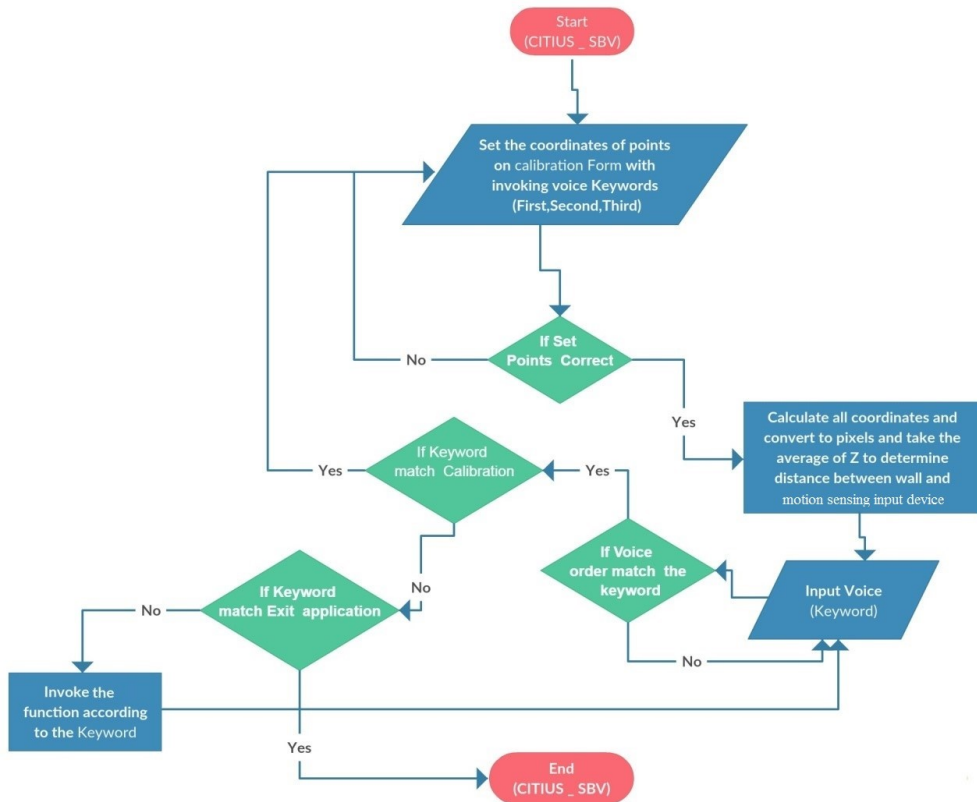 Start
(CITIUS _ SBV)
Set the coordinates of points
on calibration Form with
invoking voice Keywords
(First,Second,Third)
If Set
Points Correct
No
Yes
Calculate all coordinates and
convert to pixels and take the
average of Z to determine
distance between wall and
motion sensing input device
If Keyword
match Calibration
Yes
Yes
If Voice
order match the
keyword
Input Voice
(Keyword)
No
If Keyword
match Exit application
No
No
Invoke the
function according
to the Keyword
Yes
End
(CITIUS _ SBV)